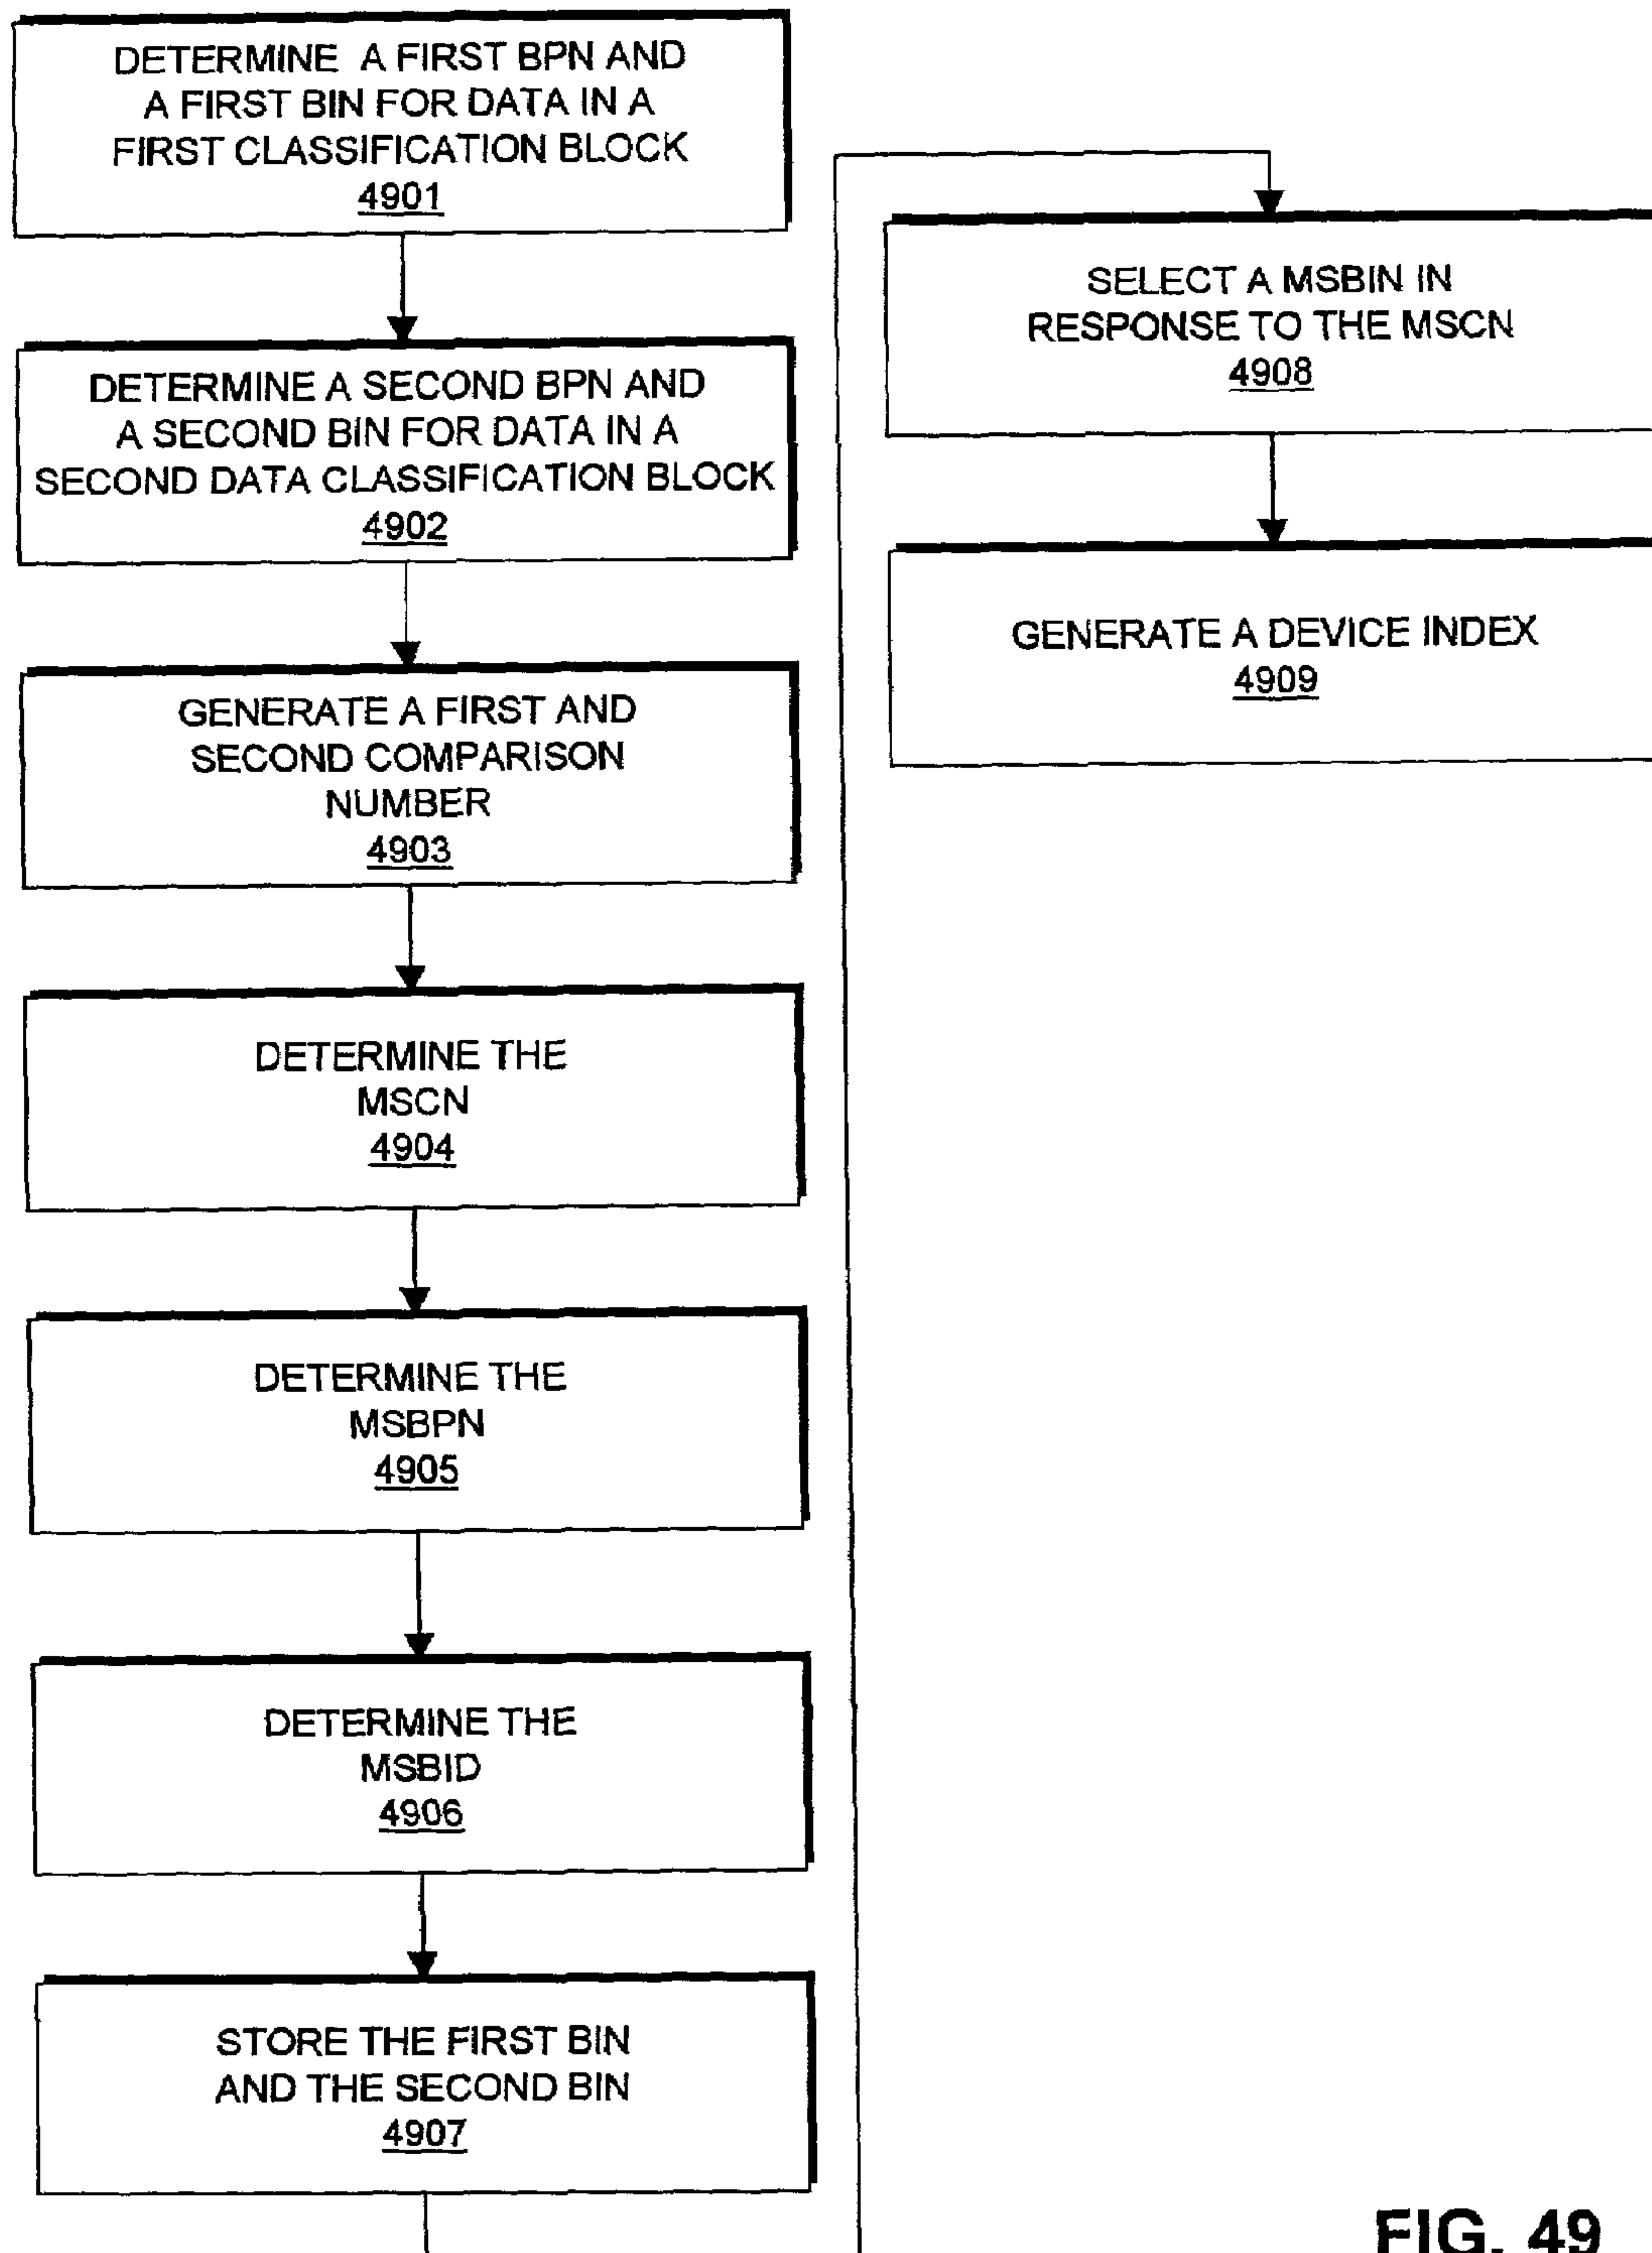 DETERMINE A FIRST BPN AND
A FIRST BIN FOR DATA IN A
FIRST CLASSIFICATION BLOCK
4901
DETERMINE A SECOND BPN AND
A SECOND BIN FOR DATA IN A
SECOND DATA CLASSIFICATION BLOCK
4902
GENERATE A FIRST AND
SECOND COMPARISON
NUMBER
4903
DETERMINE THE
MSCN
4904
DETERMINE THE
MSBPN
4905
DETERMINE THE
MSBID
4906
STORE THE FIRST BIN
AND THE SECOND BIN
4907
SELECT A MSBIN IN
RESPONSE TO THE MSCN
4908
GENERATE A DEVICE INDEX
4909
FIG. 49